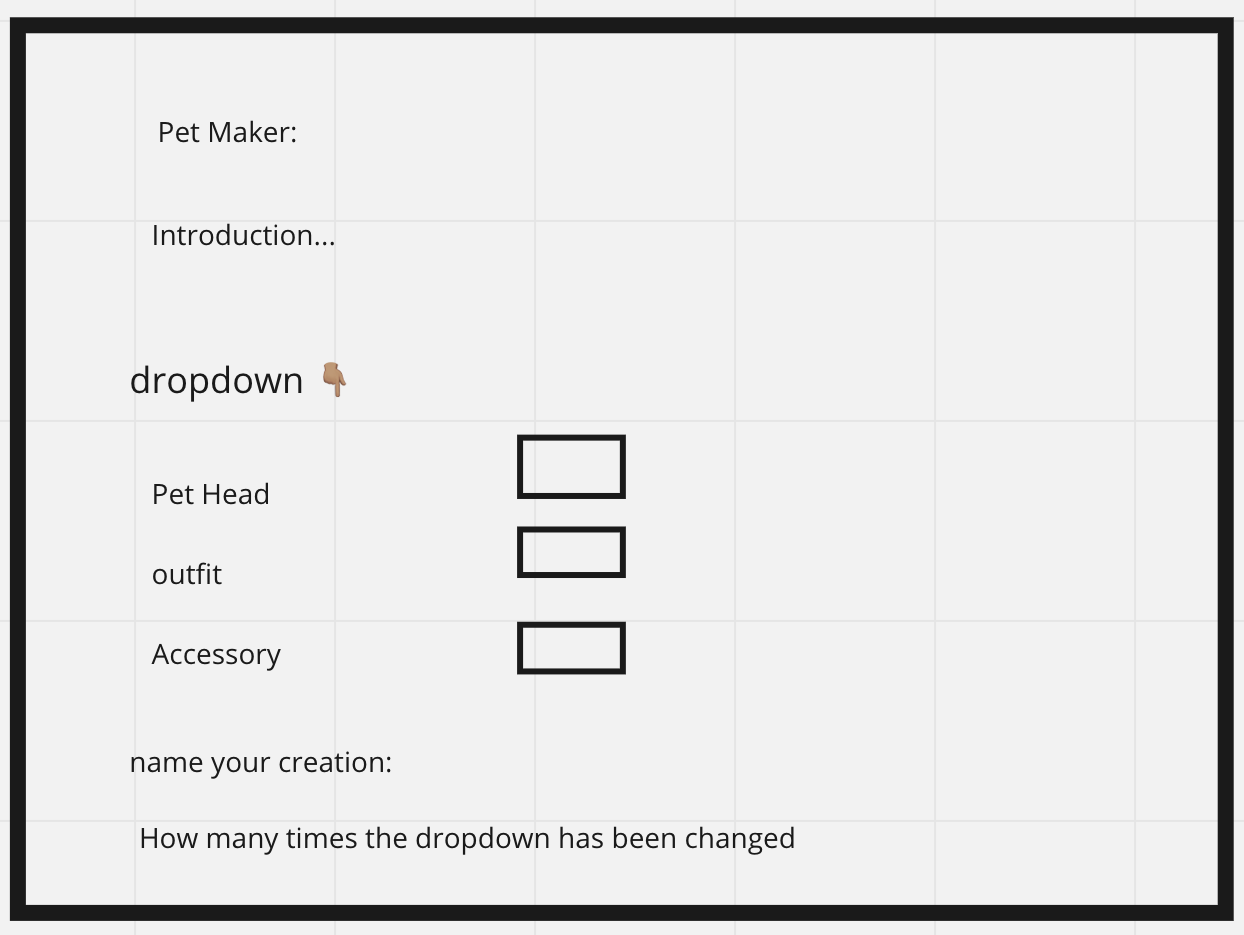 Pet Maker:
Introduction...
dropdown 👇🏽
Pet Head
outfit
Accessory
name your creation:
How many times the dropdown has been changed